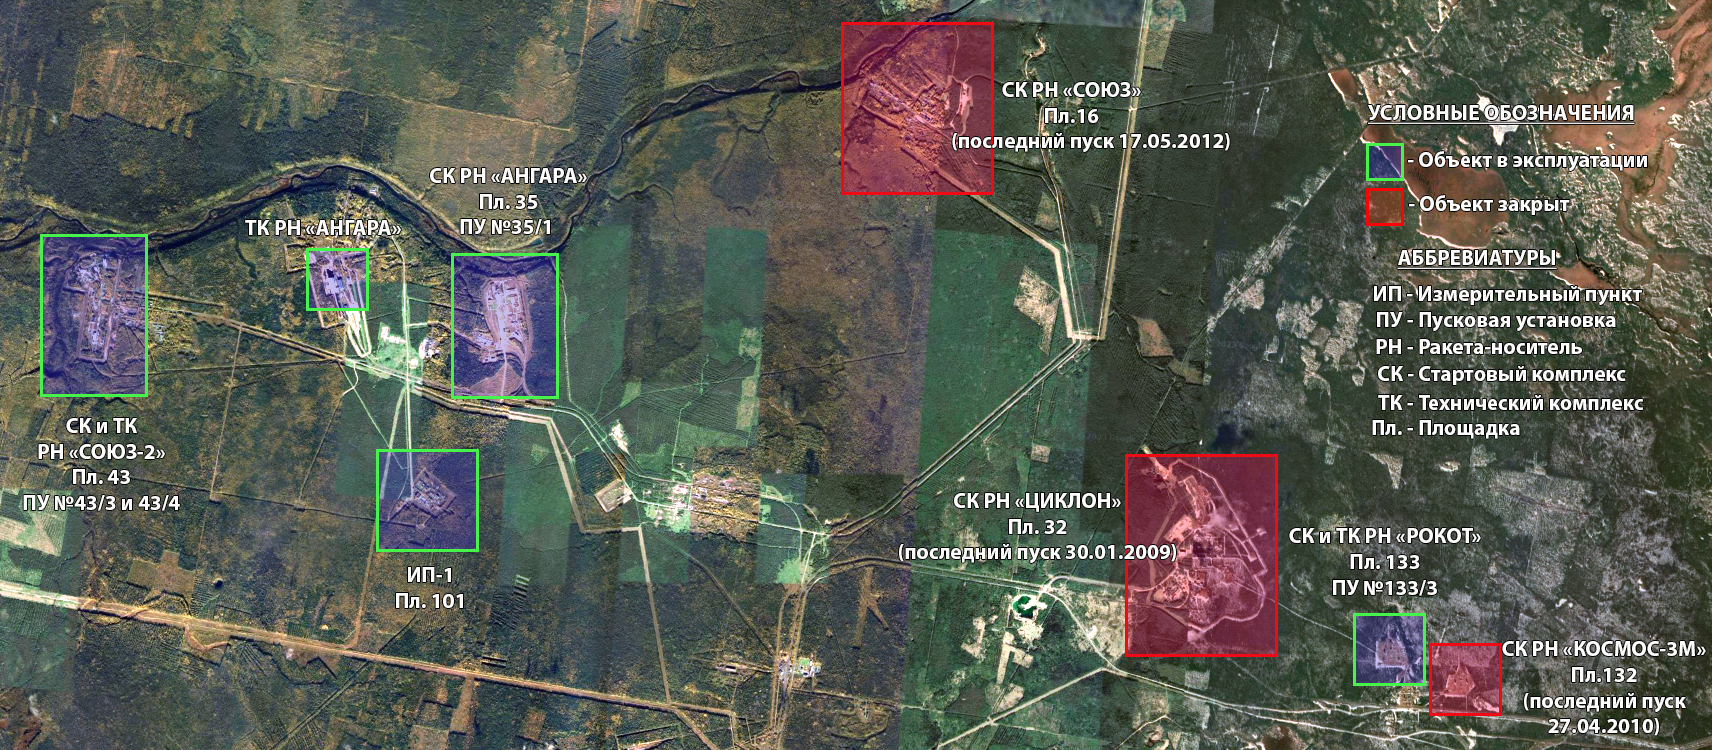 СК РН «СОЮЗ»
Пл.16
(последний пуск 17.05.2012)
СК РН «АНГАРА»
Пл. 35
ПУ №35/1
ТК РН «АНГАРА»
СК и ТК
РН «СОЮЗ-2»
Пл. 43
ПУ №43/3 и 43/4
ИП-1
Пл. 101
СК РН «ЦИКЛОН»
Пл. 32
(последний пуск 30.01.2009)
СК и ТК РН «РОКОТ»
Пл. 133
ПУ №133/3
СК РН «КОСМОС-3М»
Пл.132
(последний пуск
27.04.2010)
УСЛОВНЫЕ ОБОЗНАЧЕНИЯ
- Объект в эксплуатации
- Объект закрыт
АББРЕВИАТУРЫ
ИП - Измерительный пункт
ПУ - Пусковая установка
РН - Ракета-носитель
СК - Стартовый комплекс
ТК - Технический комплекс
Пл. - Площадка